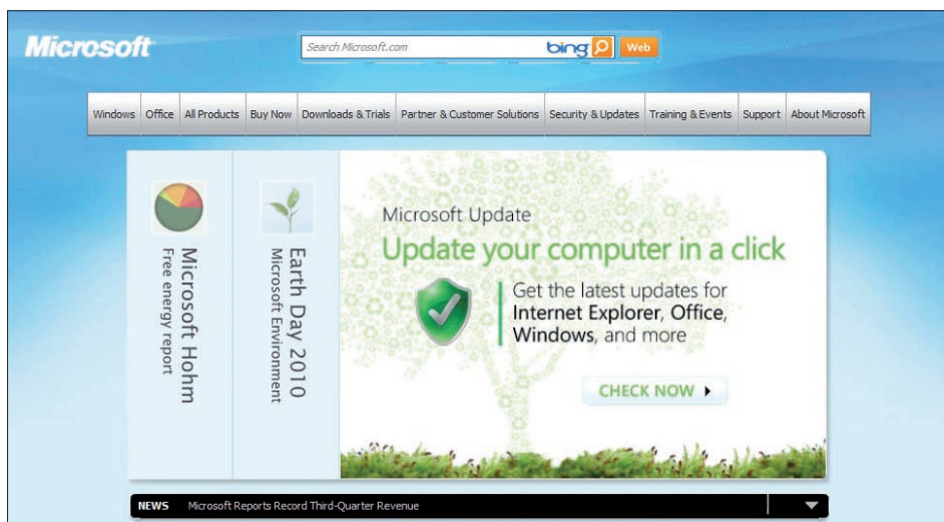 Microsoft
Search Microsoft.com
bing
Web
Windows Office All Products Buy Now Downloads & Trials Partner & Customer Solutions Security & Updates Training & Events Support About Microsoft
Microsoft Hohm
Free energy report
Earth Day 2010
Microsoft Environment
Microsoft Update
Update your computer in a click
Get the latest updates for
Internet Explorer, Office,
Windows, and more
CHECK NOW
NEWS Microsoft Reports Record Third-Quarter Revenue